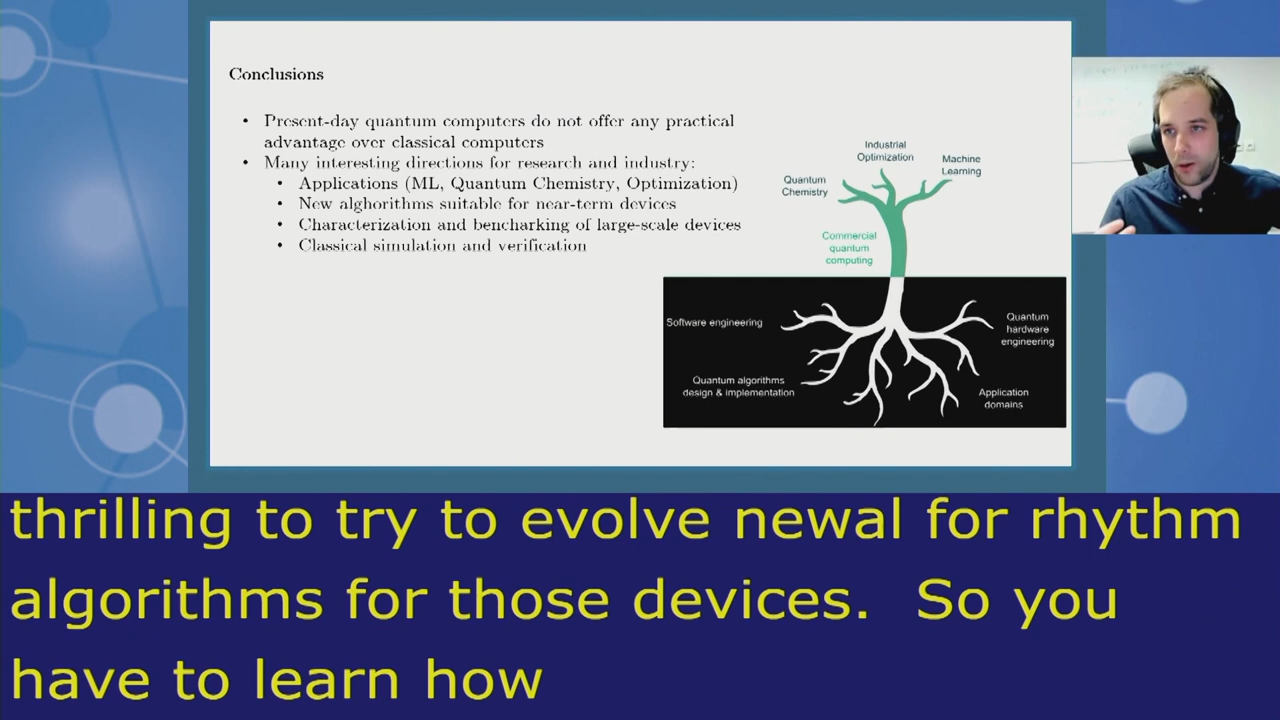 Conclusions
• Present-day quantum computers do not offer any practical
advantage over classical computers
• Many interesting directions for research and industry:
• Applications (ML, Quantum Chemistry, Optimization)
• New alghorithms suitable for near-term devices
• Characterization and bencharking of large-scale devices
• Classical simulation and verification
Industrial
Optimization
Machine
Learning
Quantum
Chemistry
Commercial
quantum
computing
Software engineering
Quantum
hardware
engineering
Quantum algorithms
design & implementation
Application
domains
thrilling to try to evolve newal for rhythm
algorithms for those devices.  So you
have to learn how